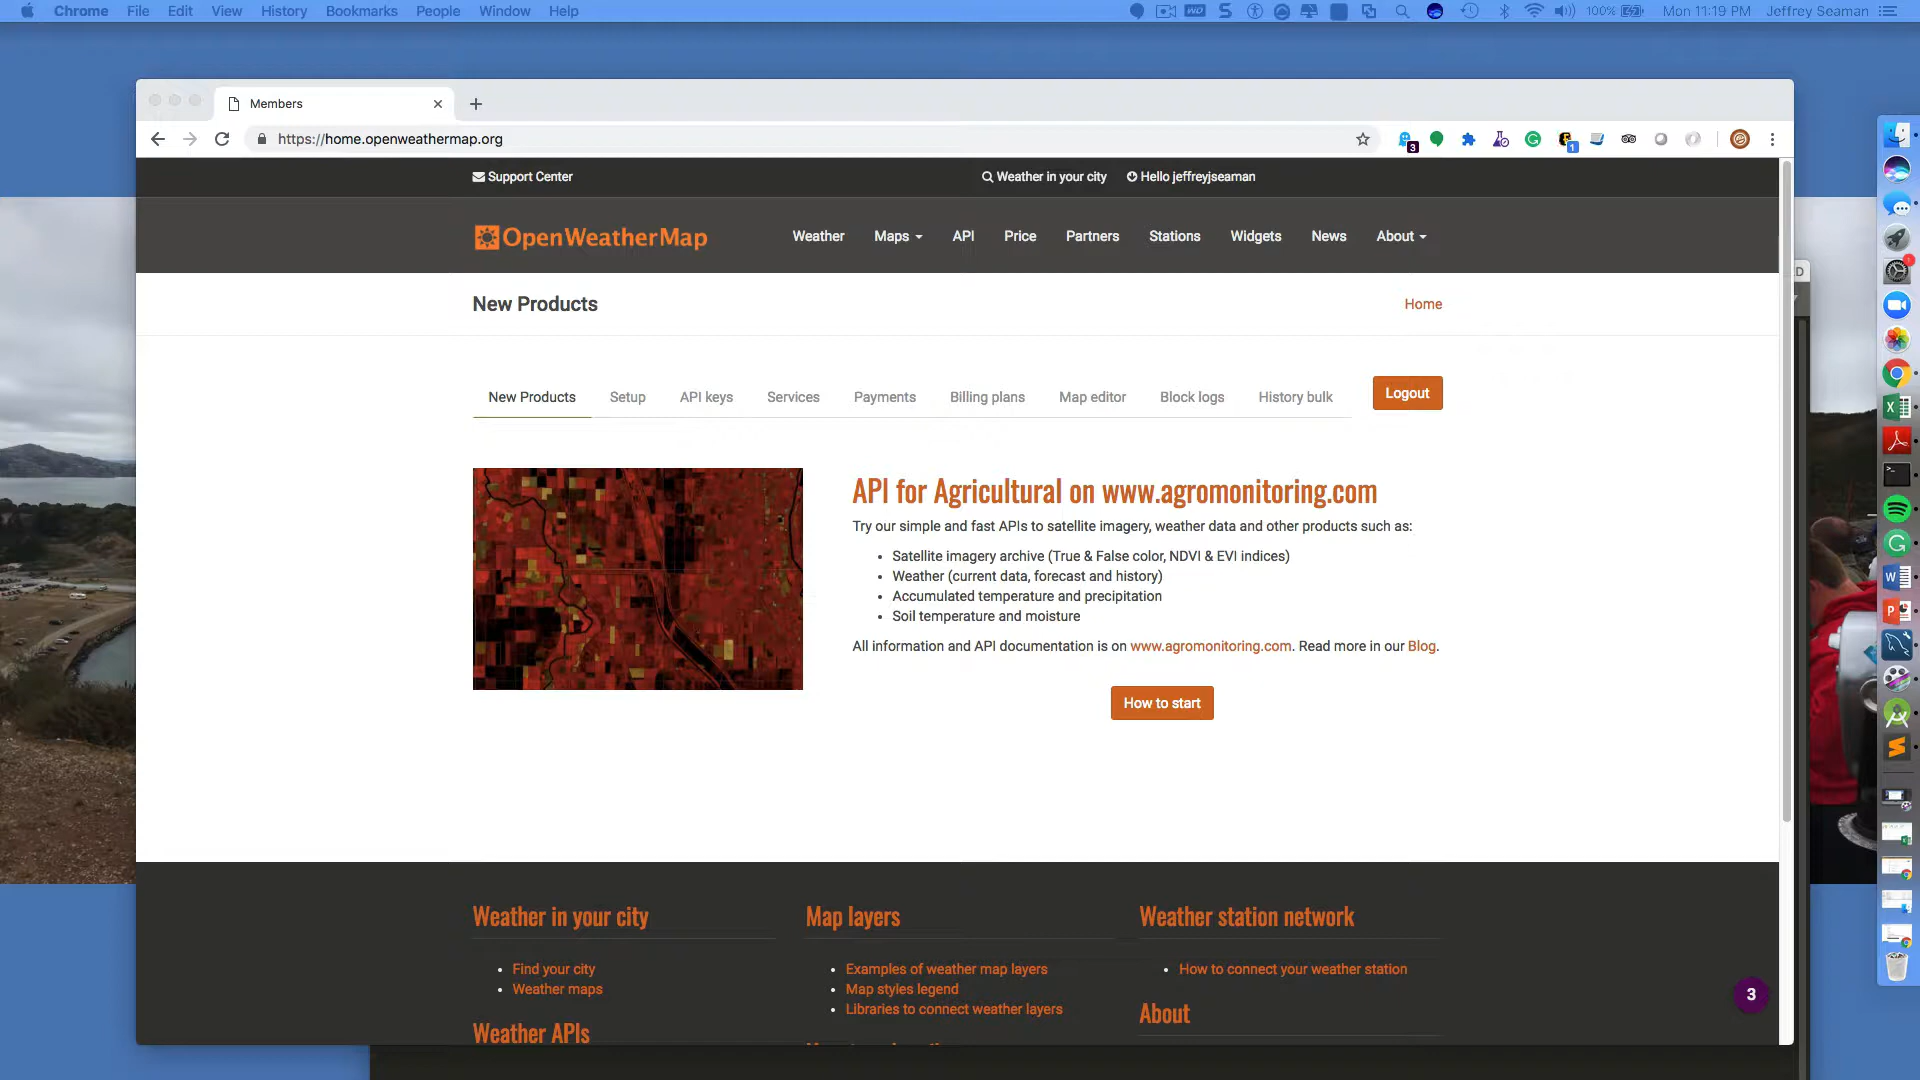 Chrome File Edit View History Bookmarks People Window Help
100% Mon 11:19 PM Jeffrey Seaman
Members
https://home.openweathermap.org
3
1
Support Center
Weather in your city
Hello jeffreyjseaman
OpenWeatherMap
Weather Maps API Price Partners Stations Widgets News About
New Products
Home
New Products Setup API keys Services Payments Billing plans Map editor Block logs History bulk
Logout
API for Agricultural on www.agromonitoring.com
Try our simple and fast APIs to satellite imagery, weather data and other products such as:
• Satellite imagery archive (True & False color, NDVI & EVI indices)
• Weather (current data, forecast and history)
• Accumulated temperature and precipitation
• Soil temperature and moisture
All information and API documentation is on www.agromonitoring.com. Read more in our Blog.
How to start
Weather in your city
• Find your city
• Weather maps
Weather APIs
Map layers
• Examples of weather map layers
• Map styles legend
• Libraries to connect weather layers
Weather station network
• How to connect your weather station
About
3